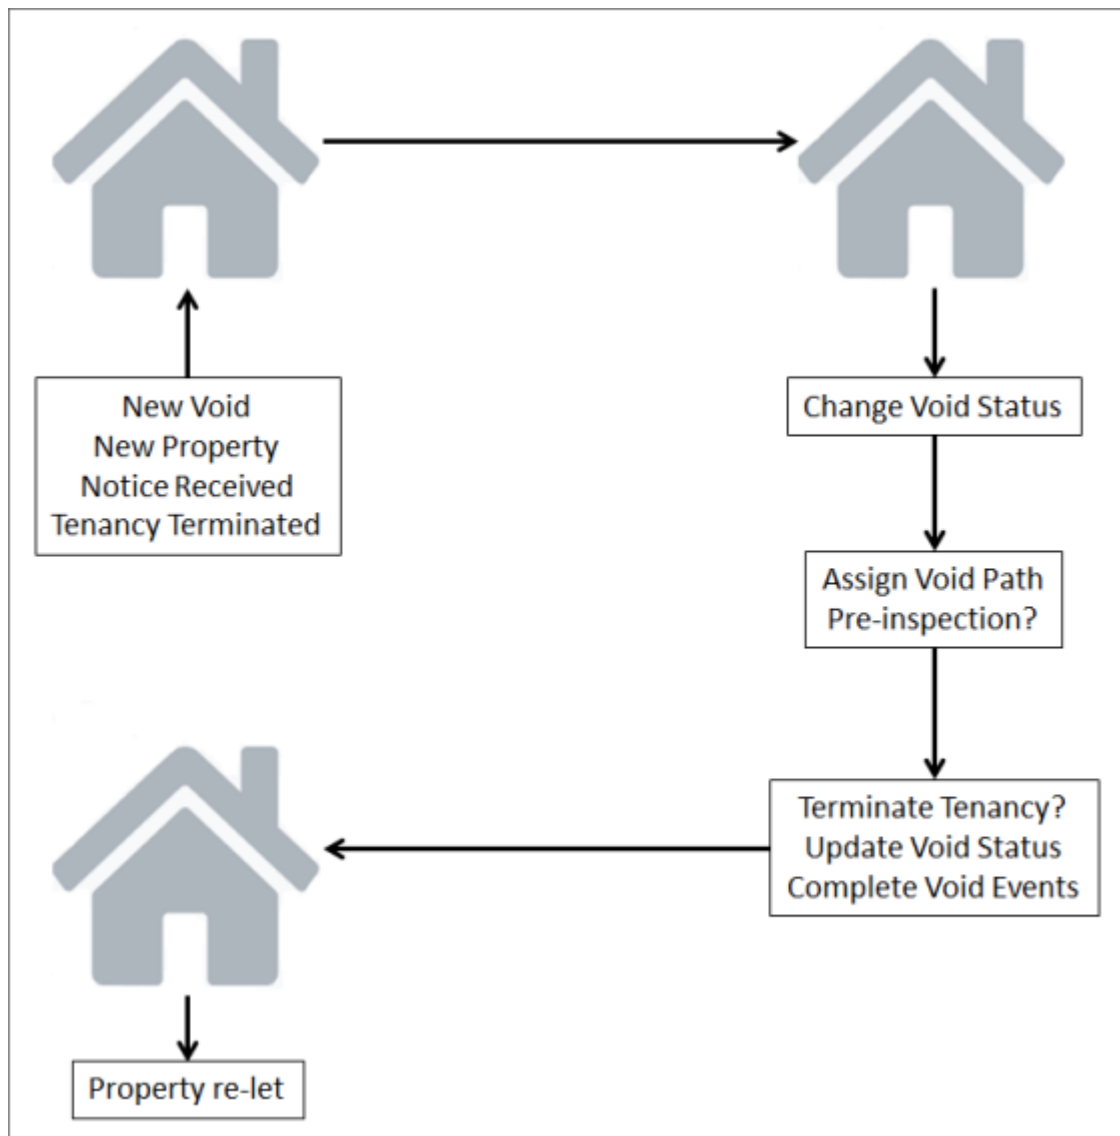 New Void
New Property
Notice Received
Tenancy Terminated
Change Void Status
Assign Void Path
Pre-inspection?
Terminate Tenancy?
Update Void Status
Complete Void Events
Property re-let